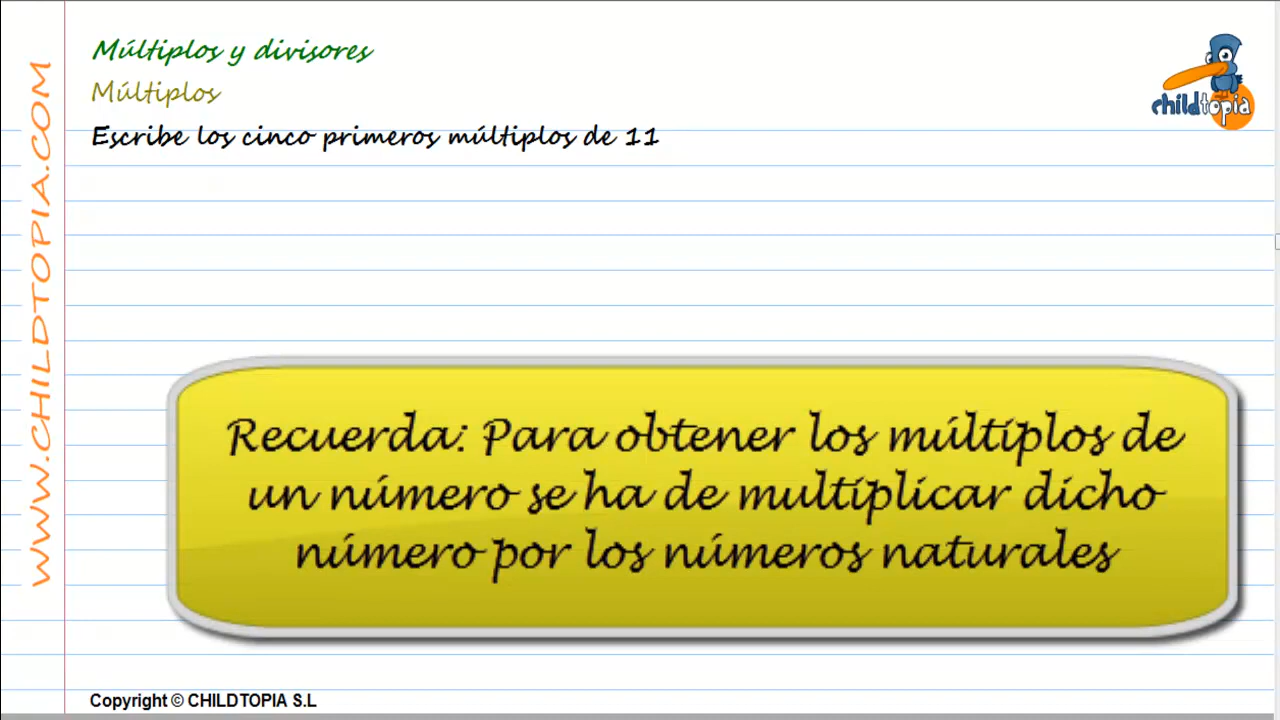 Múltiplos y divisores
Múltiplos
Escribe los cinco primeros múltiplos de 11
childtopia
WWW.CHILDTOPIA.COM
Recuerda: Para obtener los múltiplos de
un número se ha de multiplicar dicho
número por los números naturales
Copyright © CHILDTOPIA S.L